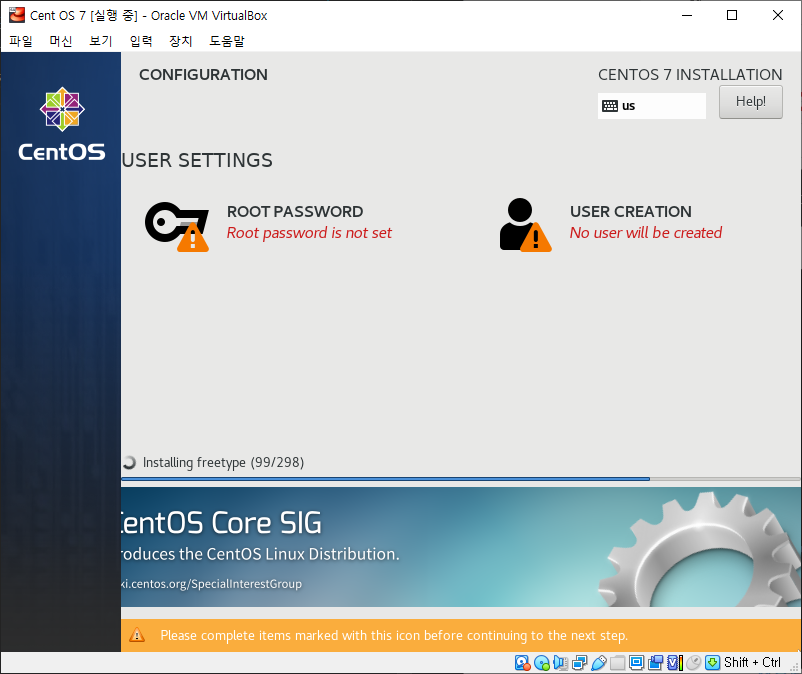 Cent OS 7 [실행 중] - Oracle VM VirtualBox
파일 머신 보기 입력 장치 도움말
CentOS
CONFIGURATION
CENTOS 7 INSTALLATION
us
Help!
USER SETTINGS
ROOT PASSWORD
Root password is not set
USER CREATION
No user will be created
Installing freetype (99/298)
CentOS Core SIG
roduces the CentOS Linux Distribution.
ki.centos.org/SpecialInterestGroup
Please complete items marked with this icon before continuing to the next step.
Shift + Ctrl